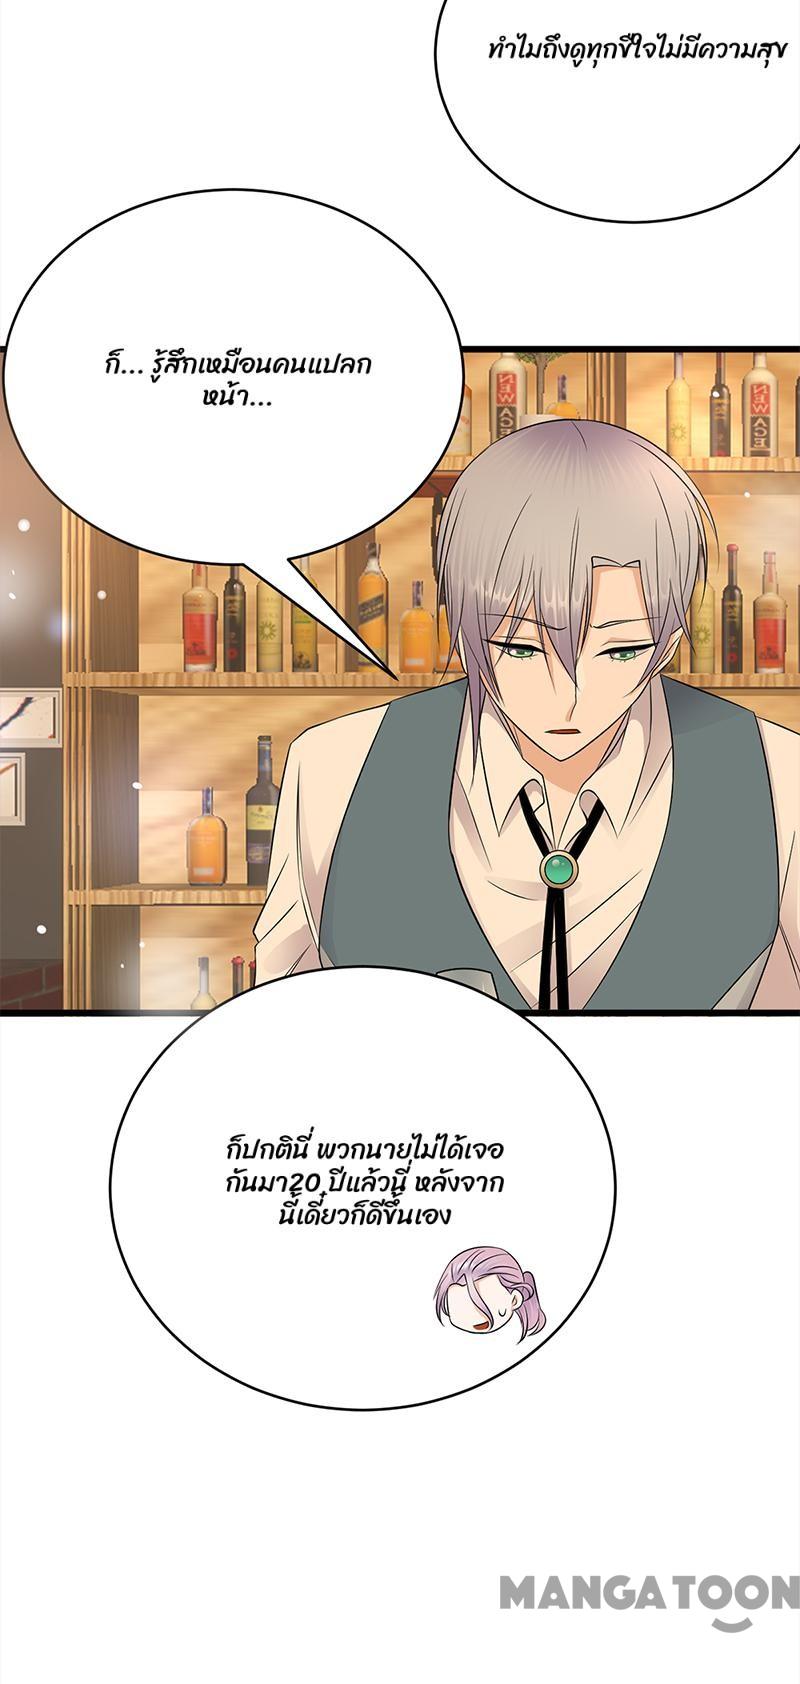 ทำไมถึงดูทุกขืใจไม่มีความสุข
ก็... รู้สึกเหมือนคนแปลก
หน้า...
NEW AGE
NEW AGE
ก็ปกตินี่ พวกนายไม่ได้เจอ
กันมา20 ปีแล้วนี่ หลังจาก
นี้เดี๋ยวก็ดีขึ้นเอง
MANGATOON